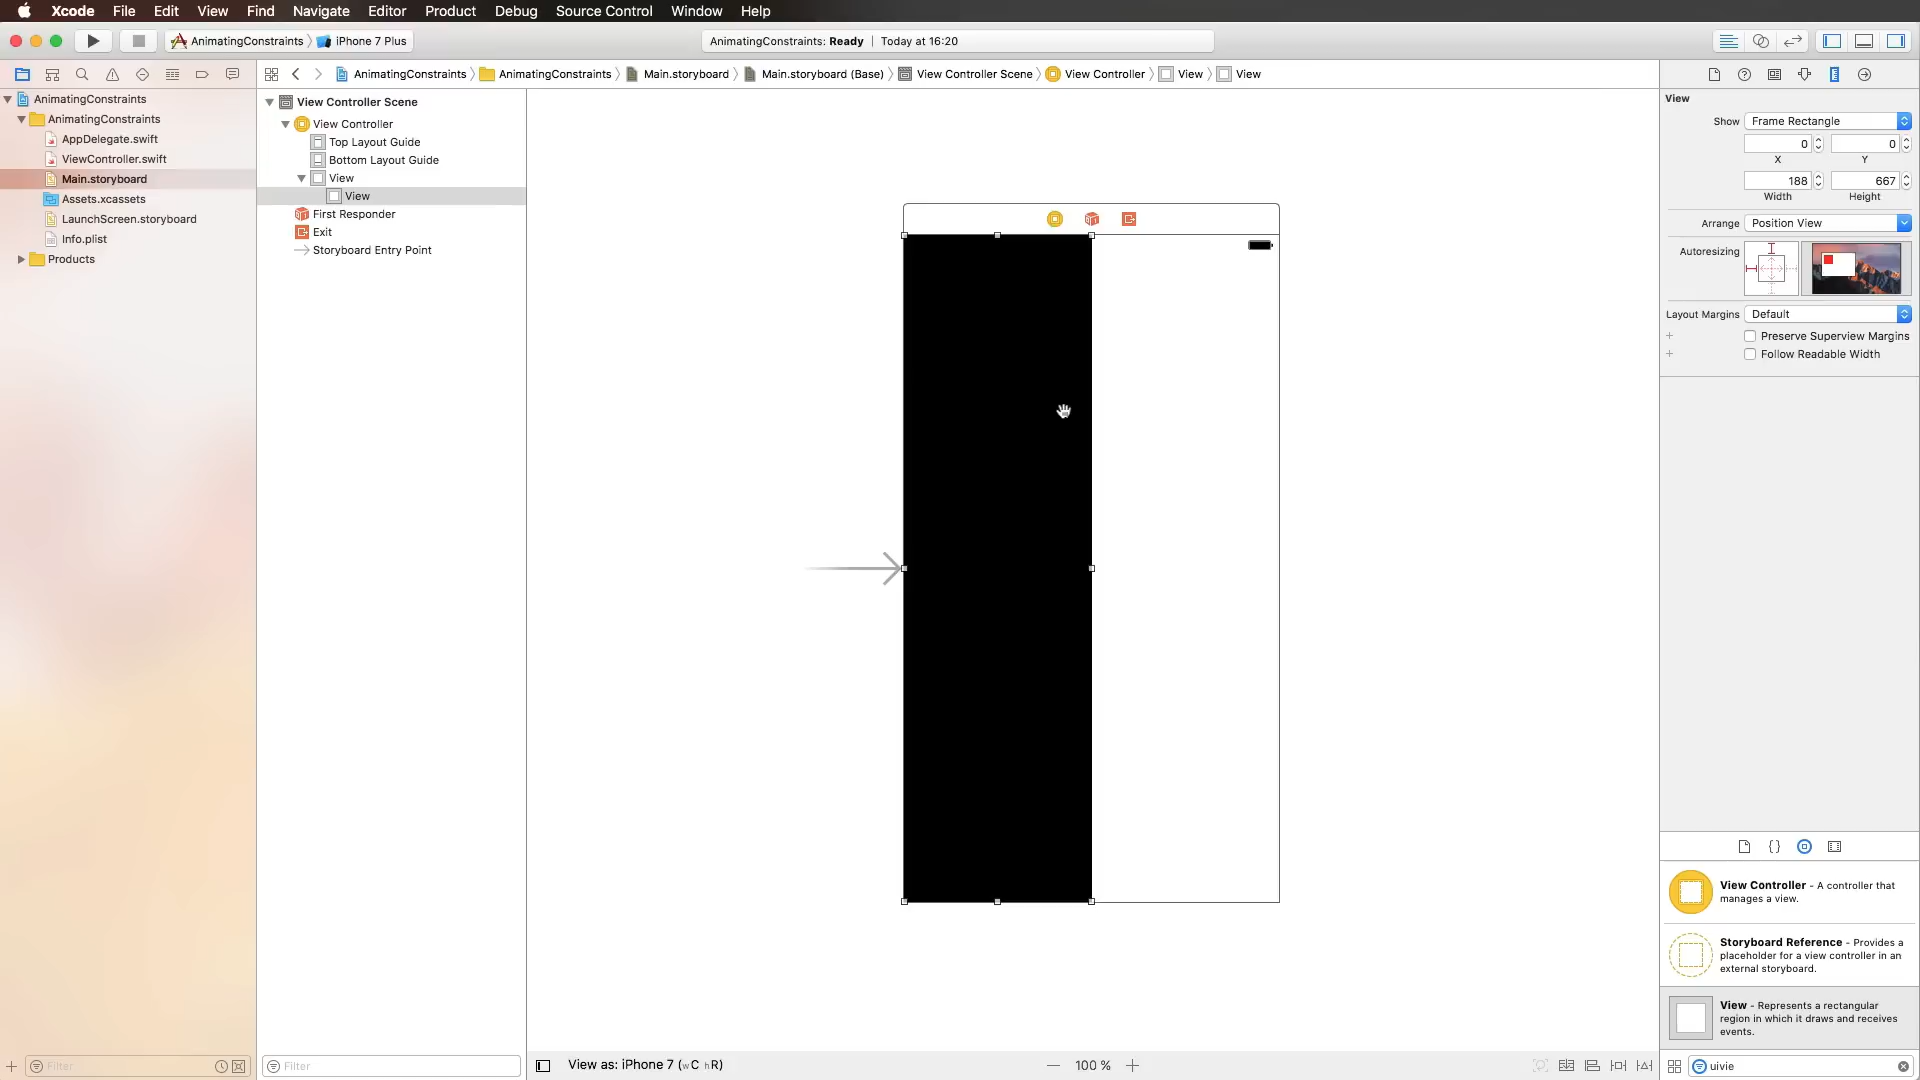 Xcode File Edit View Find Navigate Editor Product Debug Source Control Window Help
AnimatingConstraints iPhone 7 Plus
AnimatingConstraints: Ready | Today at 16:20
AnimatingConstraints AnimatingConstraints Main.storyboard Main.storyboard (Base) View Controller Scene View Controller View View
AnimatingConstraints
AnimatingConstraints
AppDelegate.swift
ViewController.swift
Main.storyboard
Assets.xcassets
LaunchScreen.storyboard
Info.plist
Products
Filter
View Controller Scene
View Controller
Top Layout Guide
Bottom Layout Guide
View
View
First Responder
Exit
Storyboard Entry Point
Filter
View as: iPhone 7 (wC hR)
100 %
View
Show Frame Rectangle
0 0
X Y
188 667
Width Height
Arrange Position View
Autoresizing
Layout Margins Default
Preserve Superview Margins
Follow Readable Width
View Controller - A controller that
manages a view.
Storyboard Reference - Provides a
placeholder for a view controller in an
external storyboard.
View - Represents a rectangular
region in which it draws and receives
events.
uivie